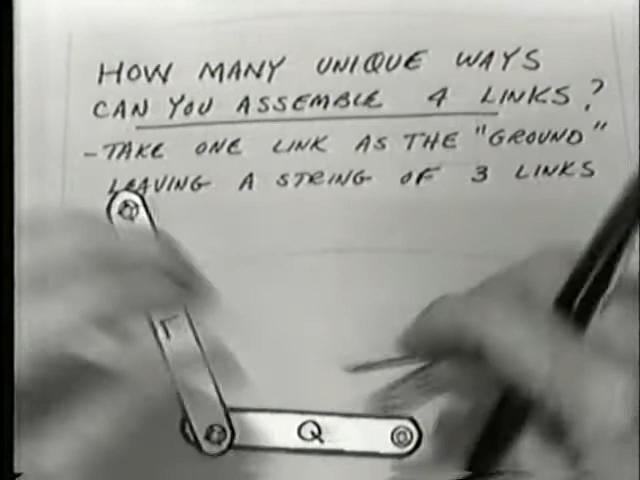 HOW MANY UNIQUE WAYS
CAN YOU ASSEMBLE 4 LINKS?
- TAKE ONE LINK AS THE "GROUND"
LEAVING A STRING OF 3 LINKS
Q